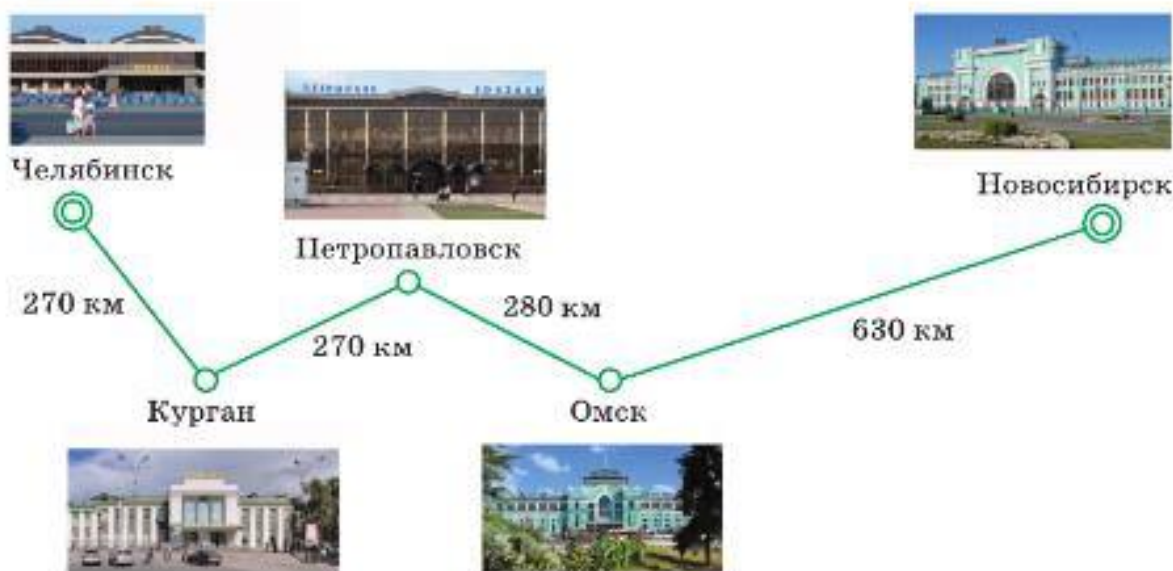 Челябинск
Новосибирск
Петропавловск
270 км
280 км
630 км
270 км
Курган
Омск